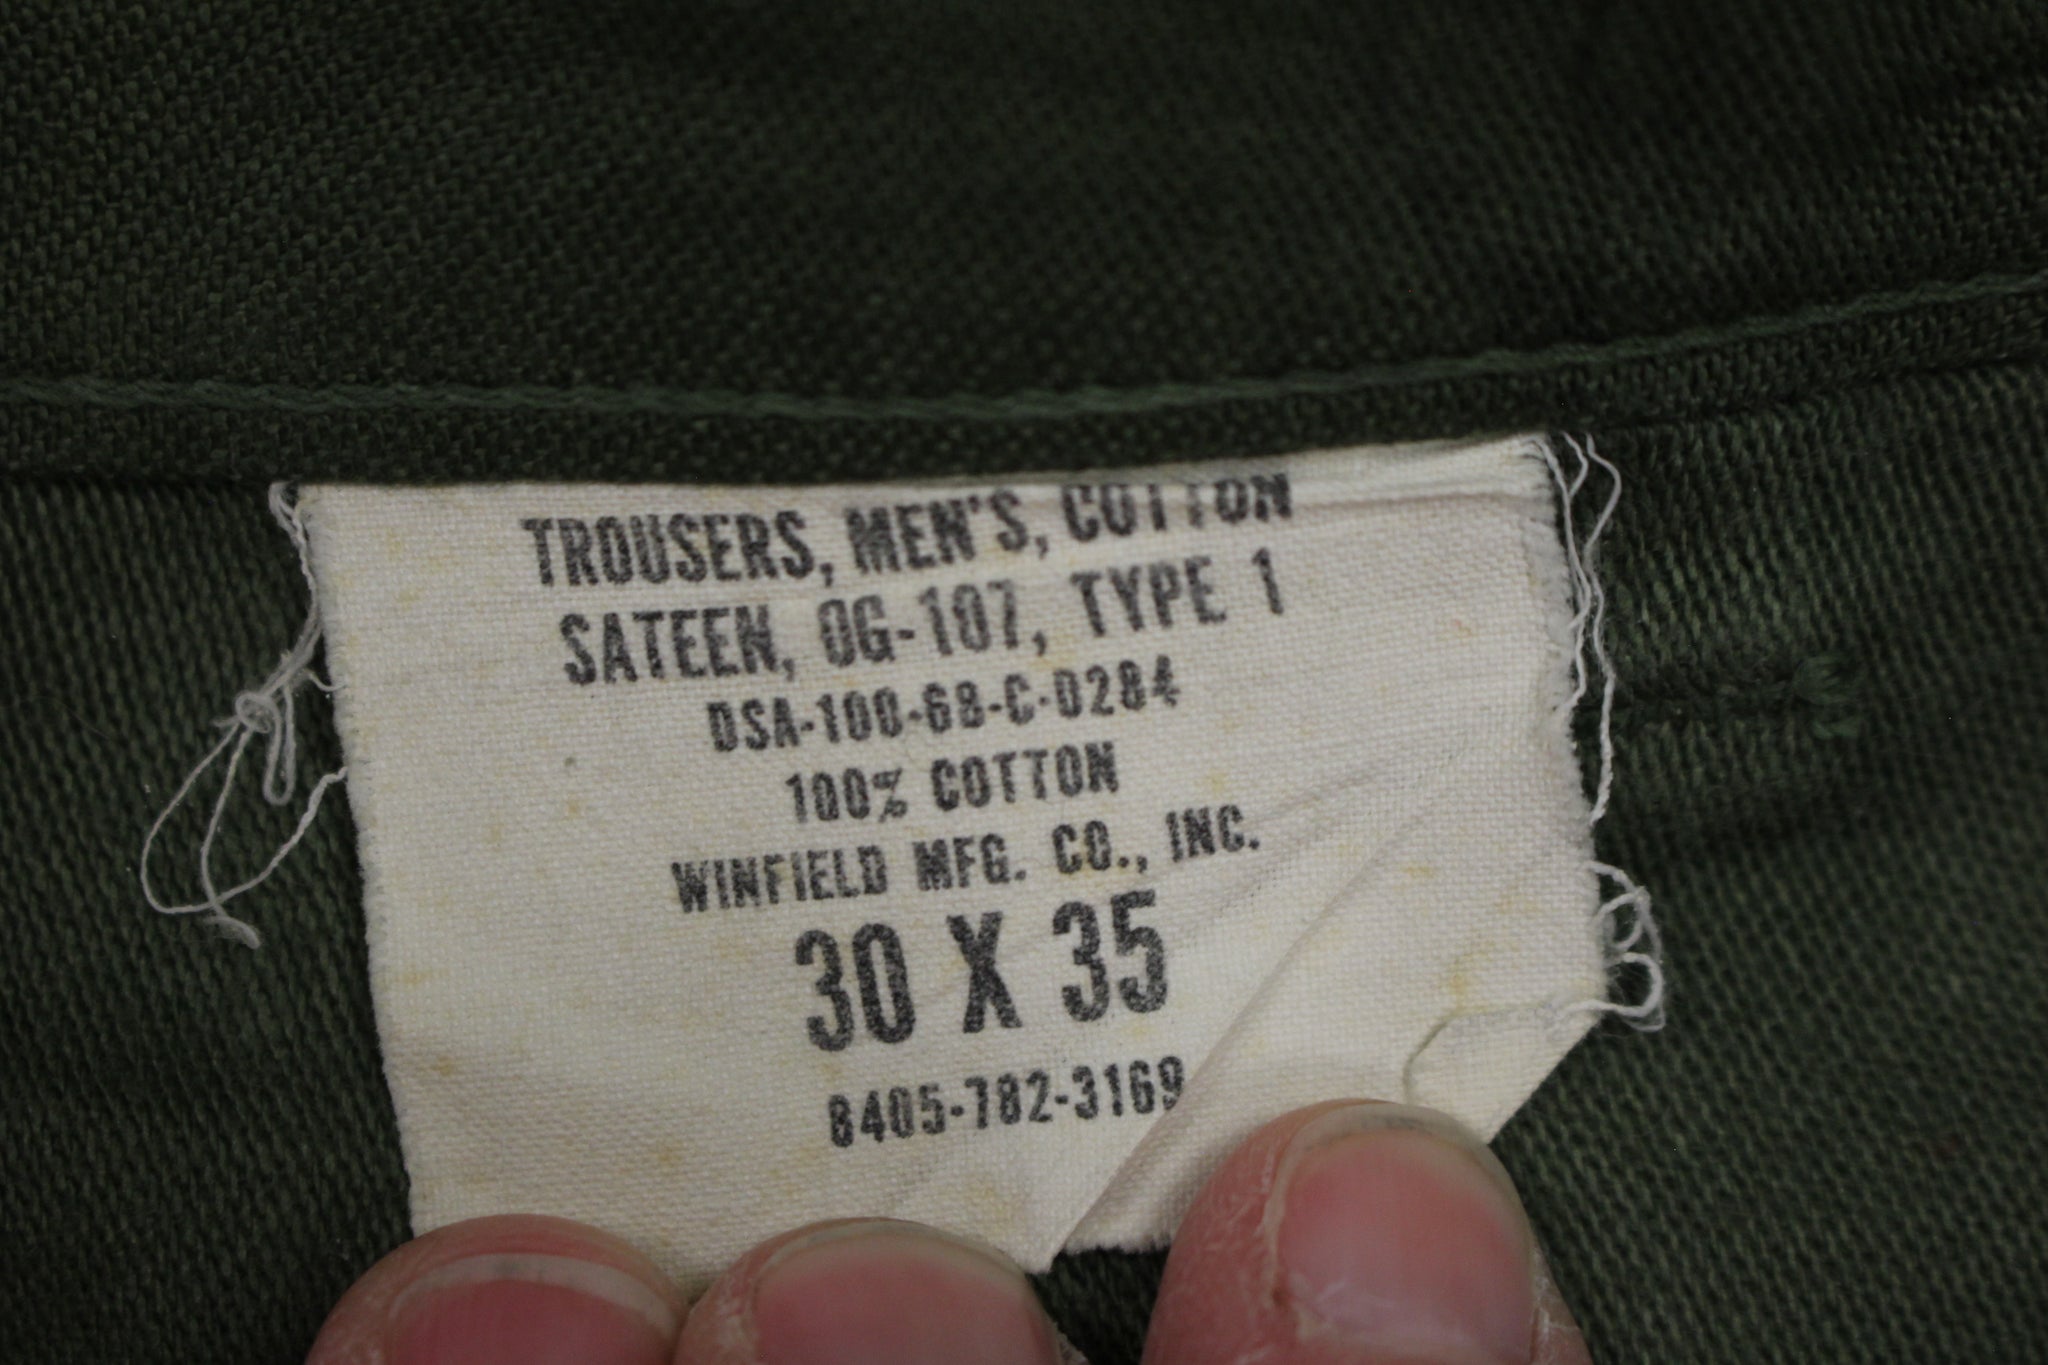 TROUSERS, MEN'S, COTTON
SATEEN, OG-107, TYPE 1
DSA-100-68-C-0284
100% COTTON
WINFIELD MFG. CO., INC.
30 X 35
8405-782-3169